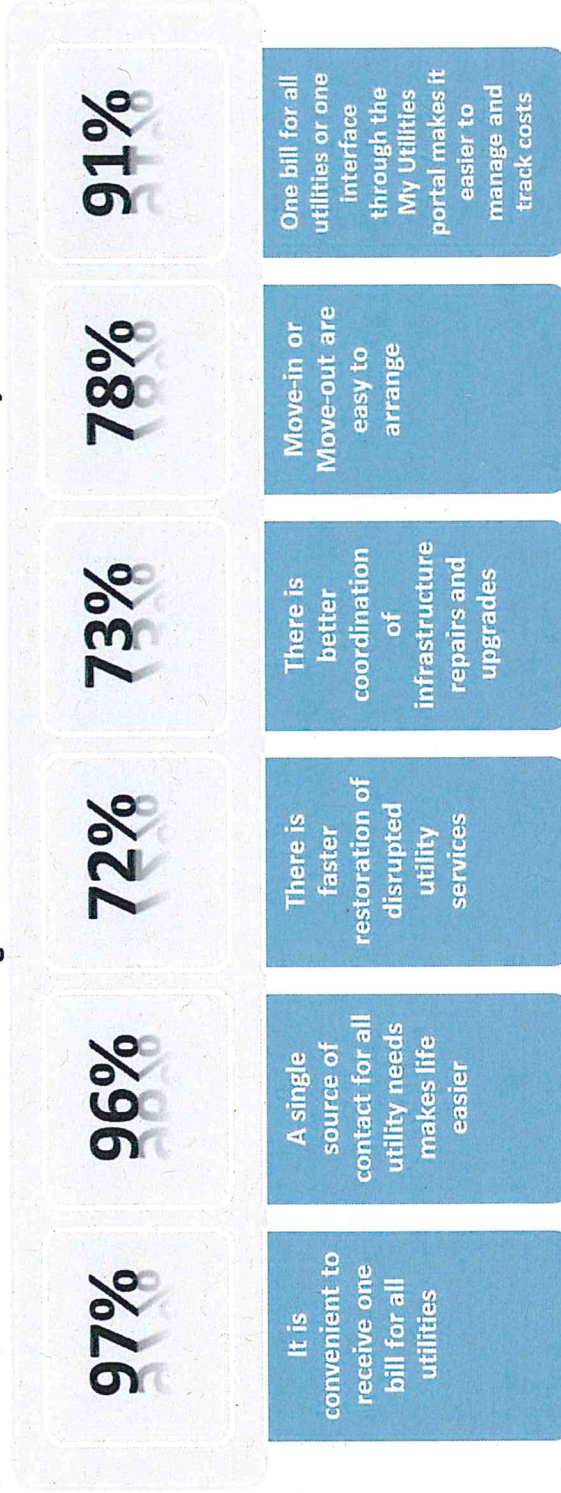 97%
It is
convenient to
receive one
bill for all
utilities
96%
A single
source of
contact for all
utility needs
makes life
easier
72%
There is
faster
restoration of
disrupted
utility
services
73%
There is
better
coordination
of
infrastructure
repairs and
upgrades
78%
Move-in or
Move-out are
easy to
arrange
91%
One bill for all
utilities or one
interface
through the
My Utilities
portal makes it
easier to
manage and
track costs